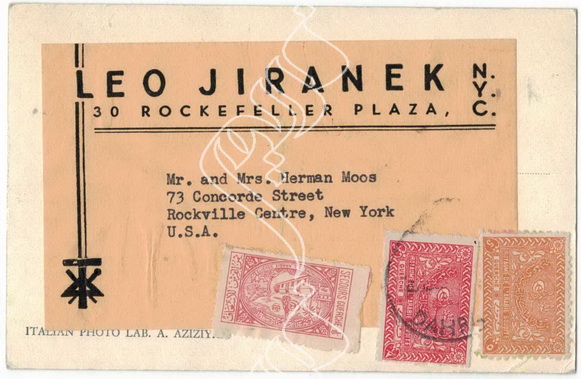 LEO JIRANEK N.Y.C.
30 ROCKEFELLER PLAZA,
Mr. and Mrs. Herman Moos
73 Concorde Street
Rockville Centre, New York
U.S.A.
ITALIAN PHOTO LAB. A. AZIZIY